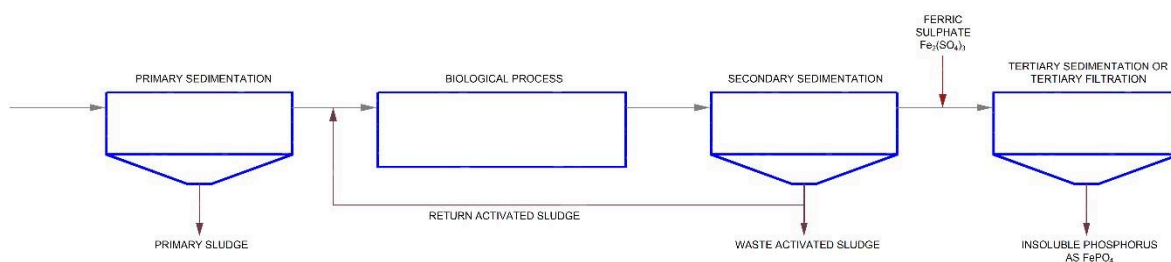 FERRIC
SULPHATE
Fe₂(SO₄)₃
PRIMARY SEDIMENTATION
BIOLOGICAL PROCESS
SECONDARY SEDIMENTATION
TERTIARY SEDIMENTATION OR
TERTIARY FILTRATION
RETURN ACTIVATED SLUDGE
PRIMARY SLUDGE
WASTE ACTIVATED SLUDGE
INSOLUBLE PHOSPHORUS
AS FePO₄